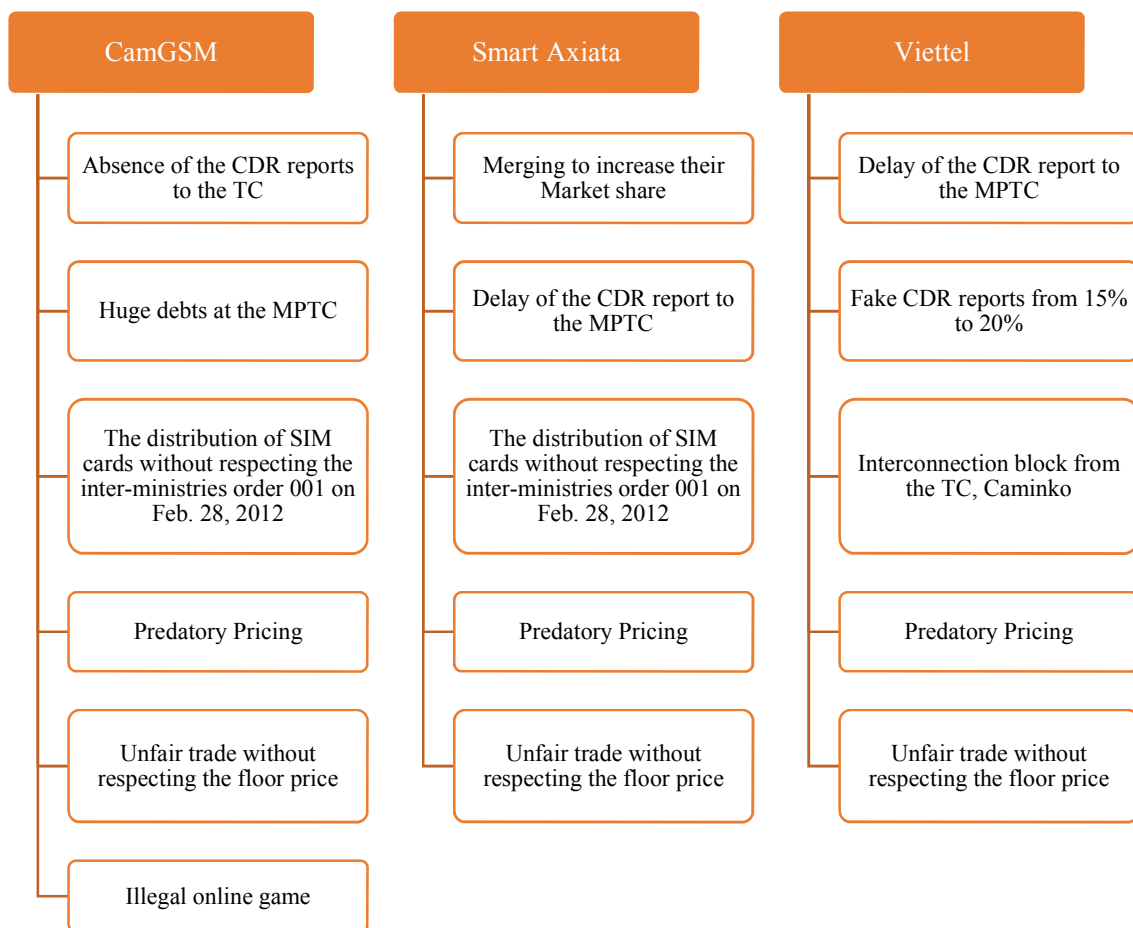 CamGSM
Absence of the CDR reports
to the TC
Huge debts at the MPTC
The distribution of SIM
cards without respecting the
inter-ministries order 001 on
Feb. 28, 2012
Predatory Pricing
Unfair trade without
respecting the floor price
Illegal online game
Smart Axiata
Merging to increase their
Market share
Delay of the CDR report to
the MPTC
The distribution of SIM
cards without respecting the
inter-ministries order 001 on
Feb. 28, 2012
Predatory Pricing
Unfair trade without
respecting the floor price
Viettel
Delay of the CDR report to
the MPTC
Fake CDR reports from 15%
to 20%
Interconnection block from
the TC, Caminko
Predatory Pricing
Unfair trade without
respecting the floor price